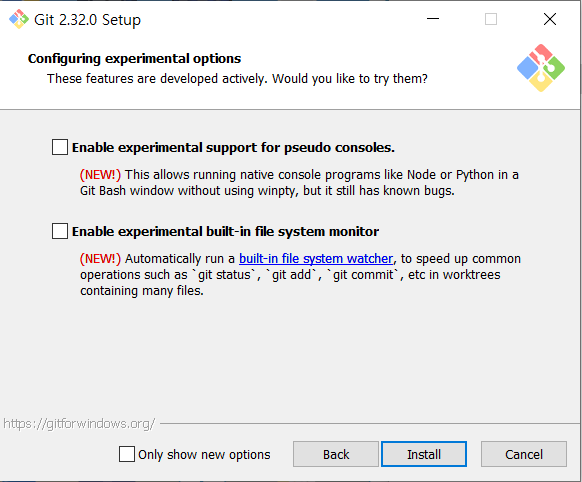 Git 2.32.0 Setup
Configuring experimental options
These features are developed actively. Would you like to try them?
Enable experimental support for pseudo consoles.
(NEW!) This allows running native console programs like Node or Python in a
Git Bash window without using winpty, but it still has known bugs.
Enable experimental built-in file system monitor
(NEW!) Automatically run a built-in file system watcher, to speed up common
operations such as `git status`, `git add`, `git commit`, etc in worktrees
containing many files.
https://gitforwindows.org/
Only show new options
Back
Install
Cancel